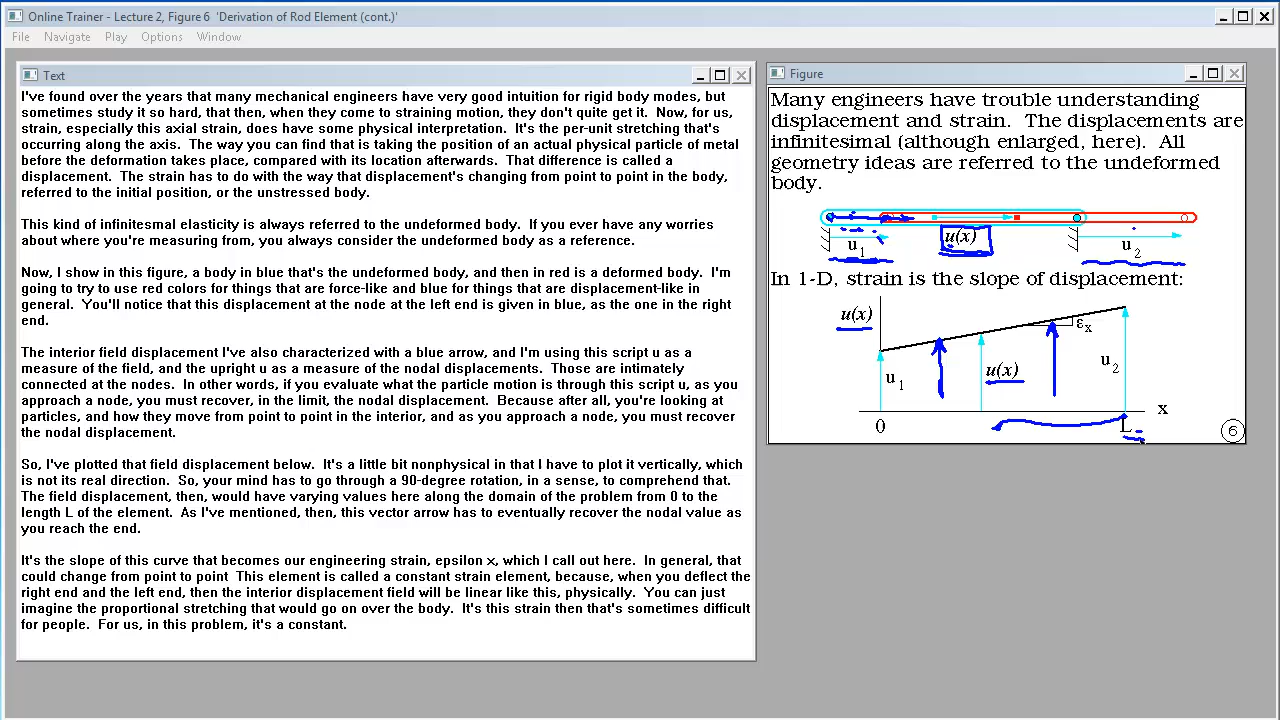 Online Trainer - Lecture 2, Figure 6  'Derivation of Rod Element (cont.)'
File Navigate Play Options Window
Text
I've found over the years that many mechanical engineers have very good intuition for rigid body modes, but
sometimes study it so hard, that then, when they come to straining motion, they don't quite get it.  Now, for us,
strain, especially this axial strain, does have some physical interpretation.  It's the per-unit stretching that's
occurring along the axis.  The way you can find that is taking the position of an actual physical particle of metal
before the deformation takes place, compared with its location afterwards.  That difference is called a
displacement.  The strain has to do with the way that displacement's changing from point to point in the body,
referred to the initial position, or the unstressed body.
This kind of infinitesimal elasticity is always referred to the undeformed body.  If you ever have any worries
about where you're measuring from, you always consider the undeformed body as a reference.
Now, I show in this figure, a body in blue that's the undeformed body, and then in red is a deformed body.  I'm
going to try to use red colors for things that are force-like and blue for things that are displacement-like in
general.  You'll notice that this displacement at the node at the left end is given in blue, as the one in the right
end.
The interior field displacement I've also characterized with a blue arrow, and I'm using this script u as a
measure of the field, and the upright u as a measure of the nodal displacements.  Those are intimately
connected at the nodes.  In other words, if you evaluate what the particle motion is through this script u, as you
approach a node, you must recover, in the limit, the nodal displacement.  Because after all, you're looking at
particles, and how they move from point to point in the interior, and as you approach a node, you must recover
the nodal displacement.
So, I've plotted that field displacement below.  It's a little bit nonphysical in that I have to plot it vertically, which
is not its real direction.  So, your mind has to go through a 90-degree rotation, in a sense, to comprehend that.
The field displacement, then, would have varying values here along the domain of the problem from 0 to the
length L of the element.  As I've mentioned, then, this vector arrow has to eventually recover the nodal value as
you reach the end.
It's the slope of this curve that becomes our engineering strain, epsilon x, which I call out here.  In general, that
could change from point to point  This element is called a constant strain element, because, when you deflect the
right end and the left end, then the interior displacement field will be linear like this, physically.  You can just
imagine the proportional stretching that would go on over the body.  It's this strain then that's sometimes difficult
for people.  For us, in this problem, it's a constant.
Figure
Many engineers have trouble understanding
displacement and strain.  The displacements are
infinitesimal (although enlarged, here).  All
geometry ideas are referred to the undeformed
body.
u1 u(x) u2
In 1-D, strain is the slope of displacement:
u(x) εx
u1 u(x) u2
x
0 L
6